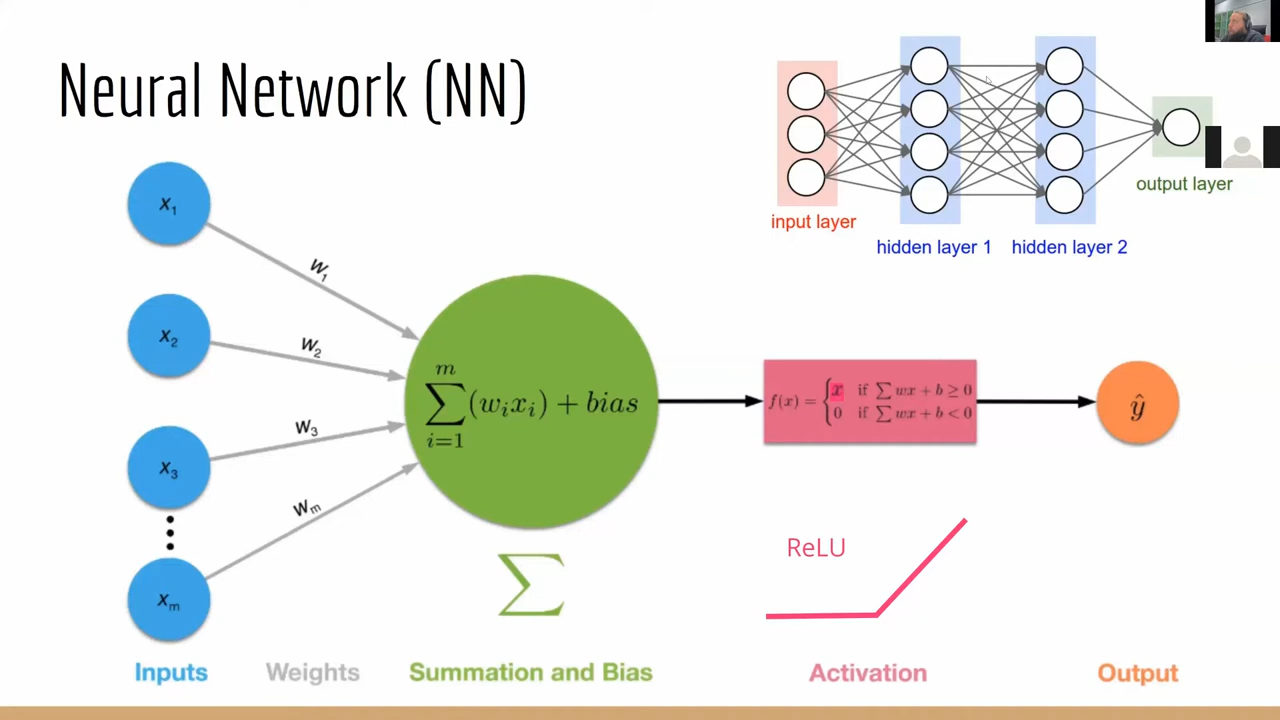 Neural Network (NN)
input layer
hidden layer 1
hidden layer 2
output layer
x1
x2
x3
xm
w1
w2
w3
wm
m
∑(wixi) + bias
i=1
f(x) = { x if ∑ wx + b ≥ 0
0 if ∑ wx + b < 0
ŷ
ReLU
∑
Inputs
Weights
Summation and Bias
Activation
Output